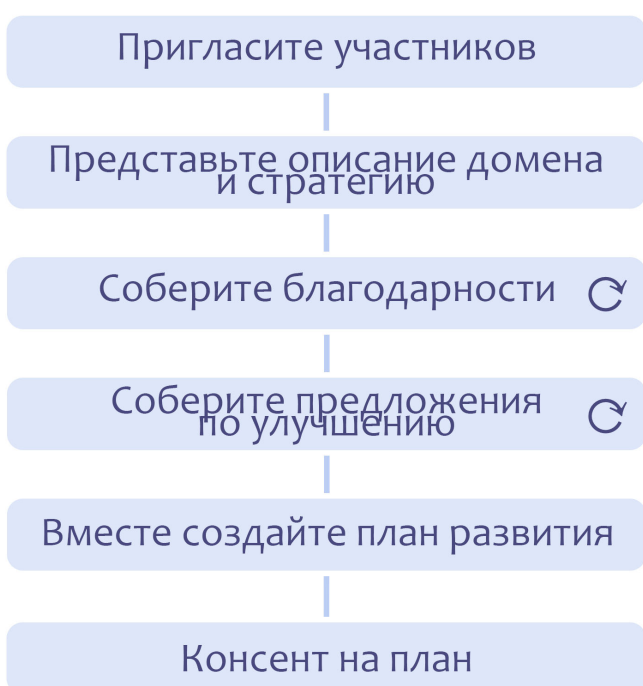 Пригласите участников
Представьте описание домена
и стратегию
Соберите благодарности
Соберите предложения
по улучшению
Вместе создайте план развития
Консент на план